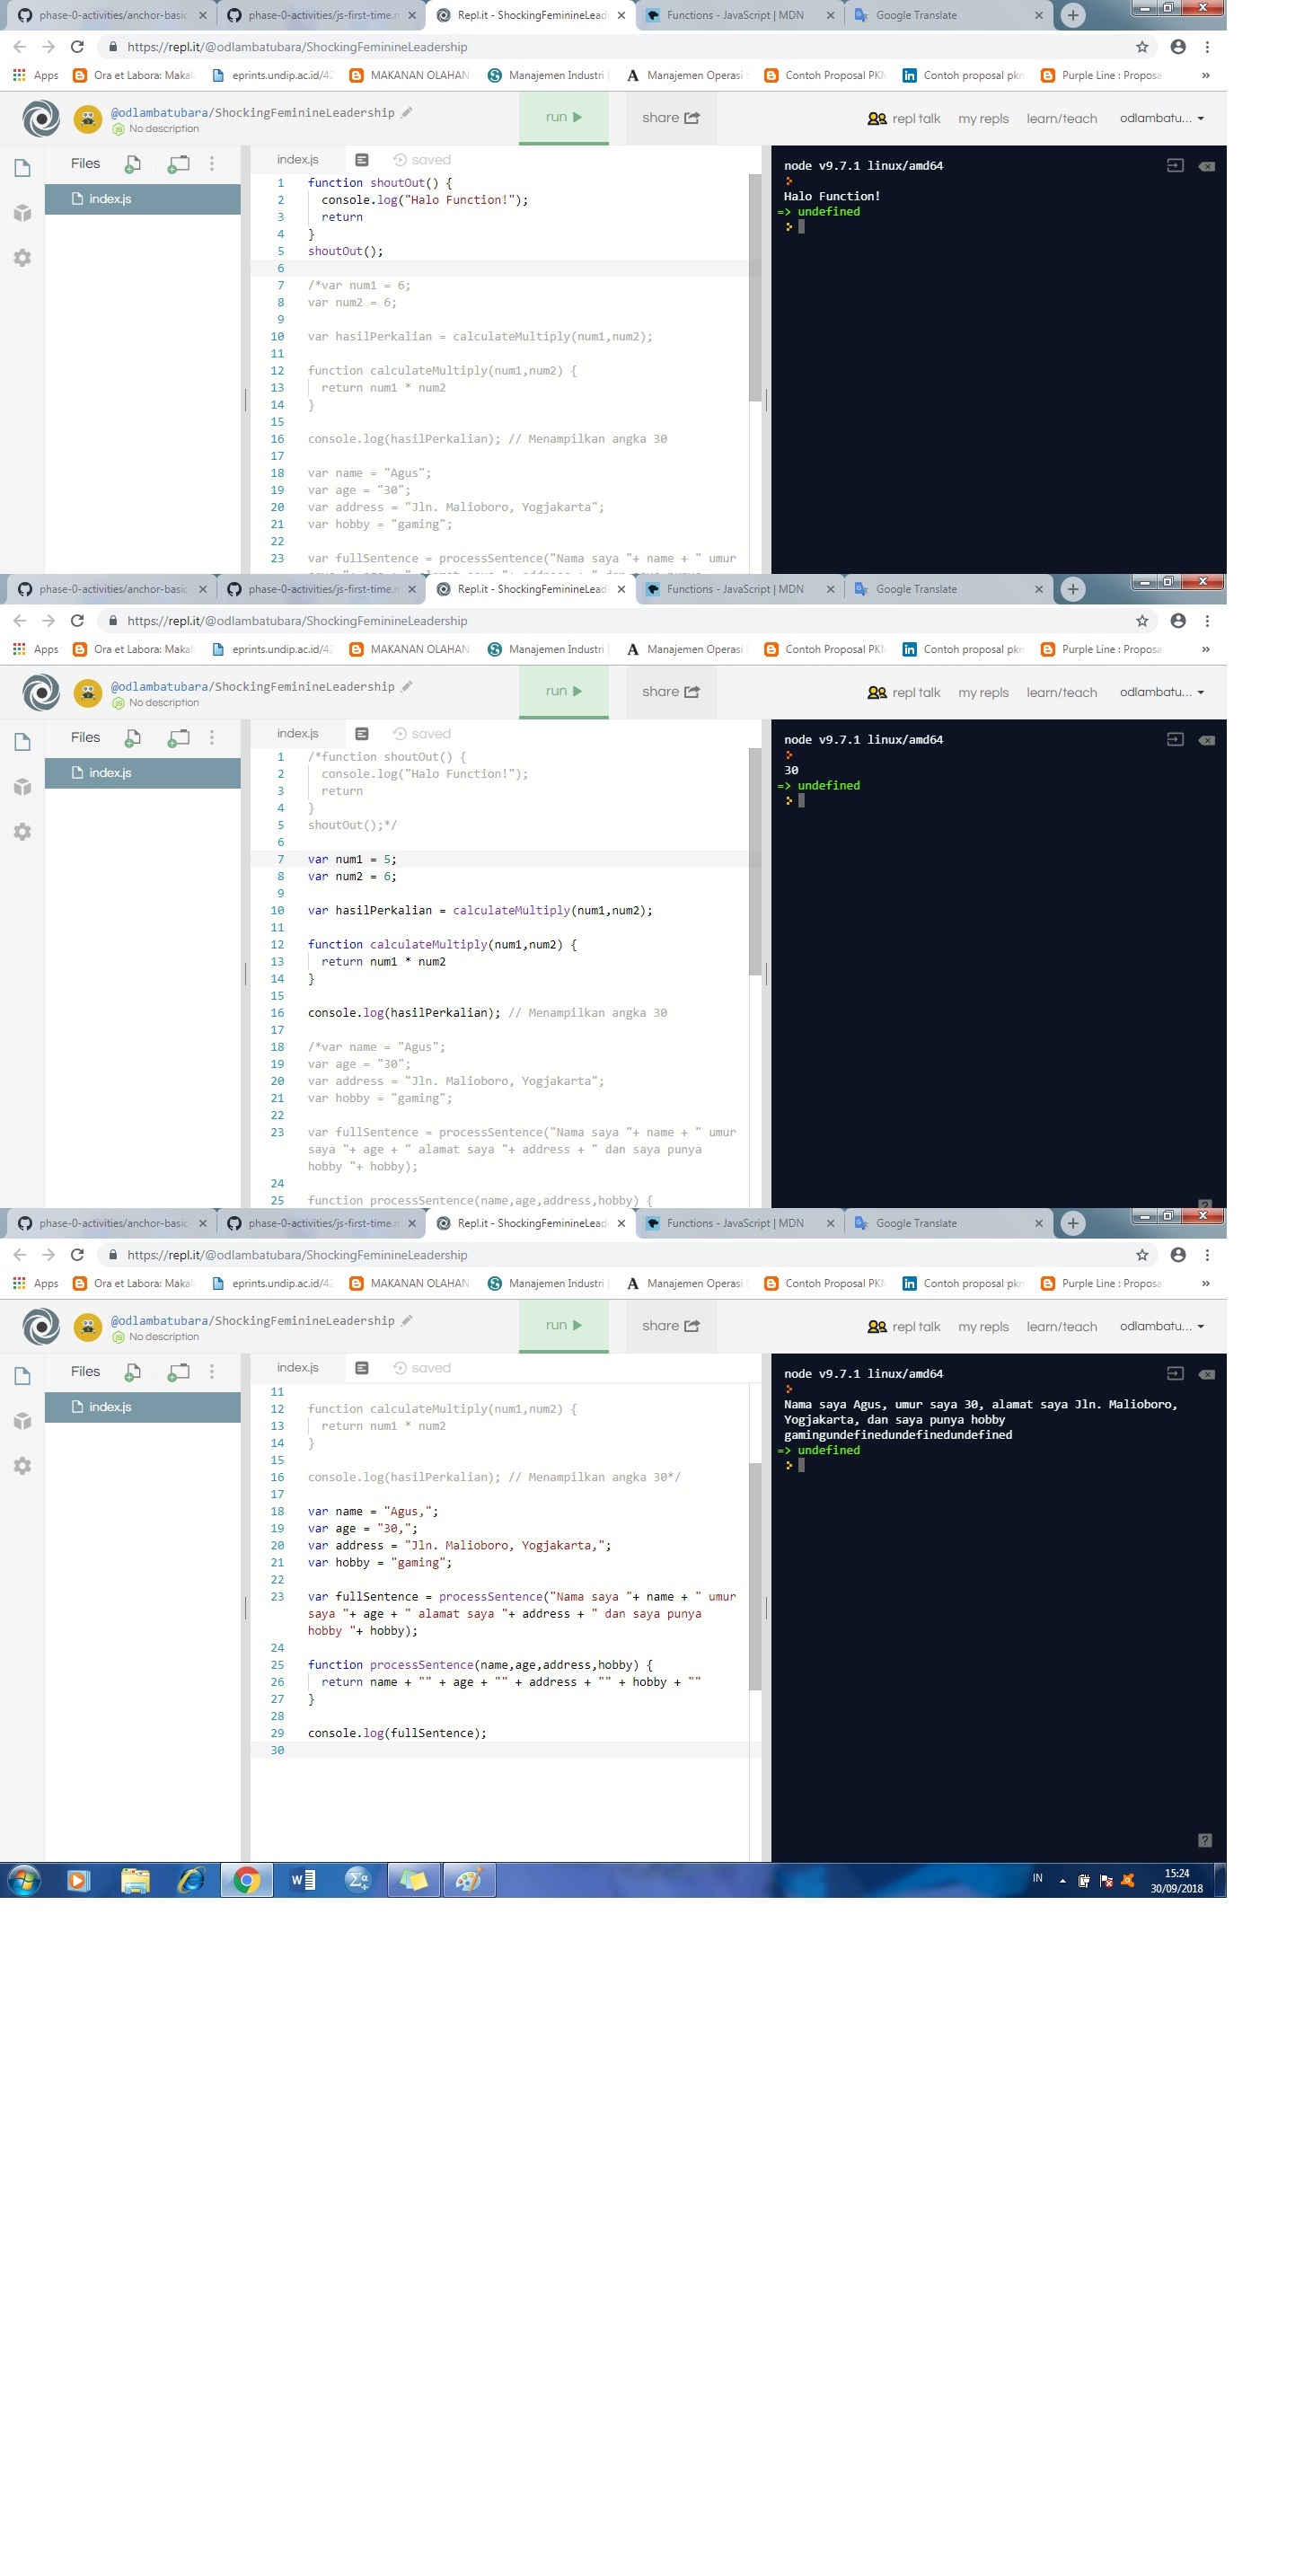 phase-0-activities/anchor-basic
phase-0-activities/js-first-time.m
Repl.it - ShockingFeminineLead
Functions - JavaScript | MDN
Google Translate
https://repl.it/@odlambatubara/ShockingFeminineLeadership
Apps
Ora et Labora: Makal
eprints.undip.ac.id/42
MAKANAN OLAHAN
Manajemen Industri
Manajemen Operasi
Contoh Proposal PKN
Contoh proposal pkm
Purple Line : Proposa
»
@odlambatubara/ShockingFeminineLeadership
No description
run
share
repl talk
my repls
learn/teach
odlambatu...
Files
index.js
index.js
saved
1 function shoutOut() {
2 console.log("Halo Function!");
3 return
4 }
5 shoutOut();
6
7 /*var num1 = 6;
8 var num2 = 6;
9
10 var hasilPerkalian = calculateMultiply(num1,num2);
11
12 function calculateMultiply(num1,num2) {
13 return num1 * num2
14 }
15
16 console.log(hasilPerkalian); // Menampilkan angka 30
17
18 var name = "Agus";
19 var age = "30";
20 var address = "Jln. Malioboro, Yogjakarta";
21 var hobby = "gaming";
22
23 var fullSentence = processSentence("Nama saya "+ name + " umur
node v9.7.1 linux/amd64
Halo Function!
=> undefined
phase-0-activities/anchor-basic
phase-0-activities/js-first-time.m
Repl.it - ShockingFeminineLead
Functions - JavaScript | MDN
Google Translate
https://repl.it/@odlambatubara/ShockingFeminineLeadership
Apps
Ora et Labora: Makal
eprints.undip.ac.id/42
MAKANAN OLAHAN
Manajemen Industri
Manajemen Operasi
Contoh Proposal PKN
Contoh proposal pkm
Purple Line : Proposa
»
@odlambatubara/ShockingFeminineLeadership
No description
run
share
repl talk
my repls
learn/teach
odlambatu...
Files
index.js
index.js
saved
1 /*function shoutOut() {
2 console.log("Halo Function!");
3 return
4 }
5 shoutOut();*/
6
7 var num1 = 5;
8 var num2 = 6;
9
10 var hasilPerkalian = calculateMultiply(num1,num2);
11
12 function calculateMultiply(num1,num2) {
13 return num1 * num2
14 }
15
16 console.log(hasilPerkalian); // Menampilkan angka 30
17
18 /*var name = "Agus";
19 var age = "30";
20 var address = "Jln. Malioboro, Yogjakarta";
21 var hobby = "gaming";
22
23 var fullSentence = processSentence("Nama saya "+ name + " umur
saya "+ age + " alamat saya "+ address + " dan saya punya
hobby "+ hobby);
24
25 function processSentence(name,age,address,hobby) {
node v9.7.1 linux/amd64
30
=> undefined
phase-0-activities/anchor-basic
phase-0-activities/js-first-time.m
Repl.it - ShockingFeminineLead
Functions - JavaScript | MDN
Google Translate
https://repl.it/@odlambatubara/ShockingFeminineLeadership
Apps
Ora et Labora: Makal
eprints.undip.ac.id/42
MAKANAN OLAHAN
Manajemen Industri
Manajemen Operasi
Contoh Proposal PKN
Contoh proposal pkm
Purple Line : Proposa
»
@odlambatubara/ShockingFeminineLeadership
No description
run
share
repl talk
my repls
learn/teach
odlambatu...
Files
index.js
index.js
saved
11
12 function calculateMultiply(num1,num2) {
13 return num1 * num2
14 }
15
16 console.log(hasilPerkalian); // Menampilkan angka 30*/
17
18 var name = "Agus,";
19 var age = "30,";
20 var address = "Jln. Malioboro, Yogjakarta,";
21 var hobby = "gaming";
22
23 var fullSentence = processSentence("Nama saya "+ name + " umur
saya "+ age + " alamat saya "+ address + " dan saya punya
hobby "+ hobby);
24
25 function processSentence(name,age,address,hobby) {
26 return name + "" + age + "" + address + "" + hobby + ""
27 }
28
29 console.log(fullSentence);
30
node v9.7.1 linux/amd64
Nama saya Agus, umur saya 30, alamat saya Jln. Malioboro,
Yogjakarta, dan saya punya hobby
gamingundefinedundefinedundefined
=> undefined
?
IN
15:24
30/09/2018